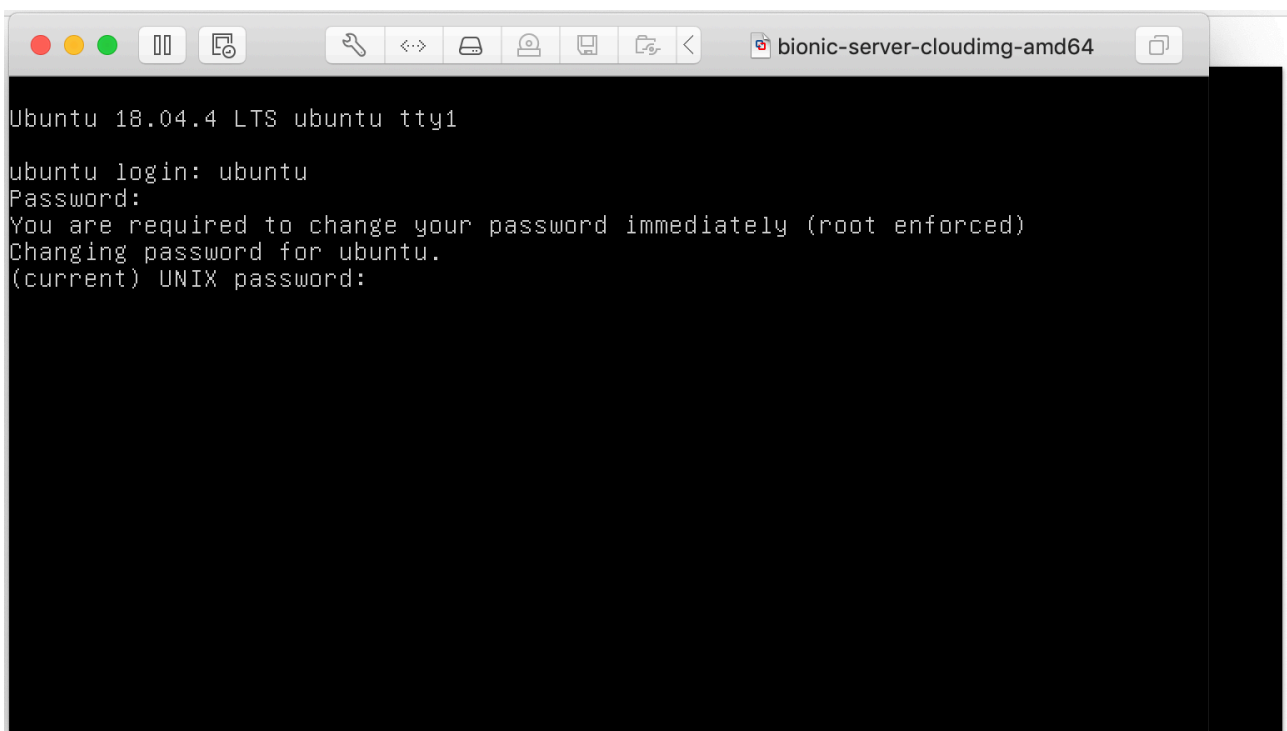 bionic-server-cloudimg-amd64
Ubuntu 18.04.4 LTS ubuntu tty1
ubuntu login: ubuntu
Password:
You are required to change your password immediately (root enforced)
Changing password for ubuntu.
(current) UNIX password: